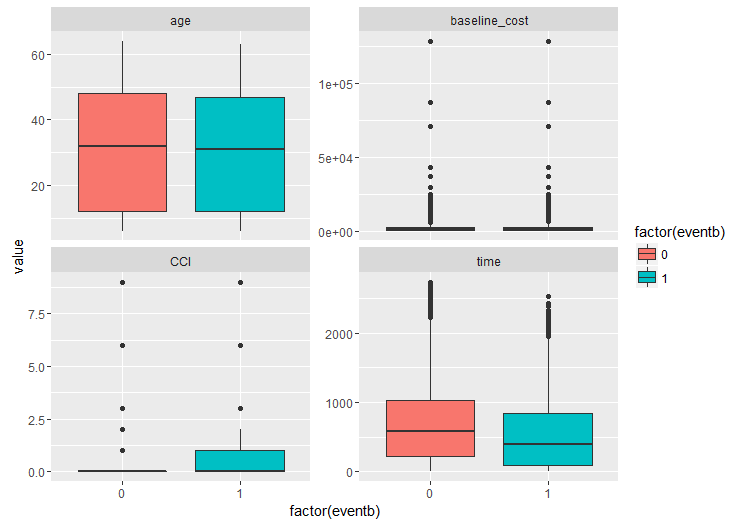 age
baseline_cost
60
40
20
1e+05
5e+04
0e+00
value
factor(eventb)
0
1
CCI
time
7.5
5.0
2.5
0.0
2000
1000
0
0
1
0
1
factor(eventb)